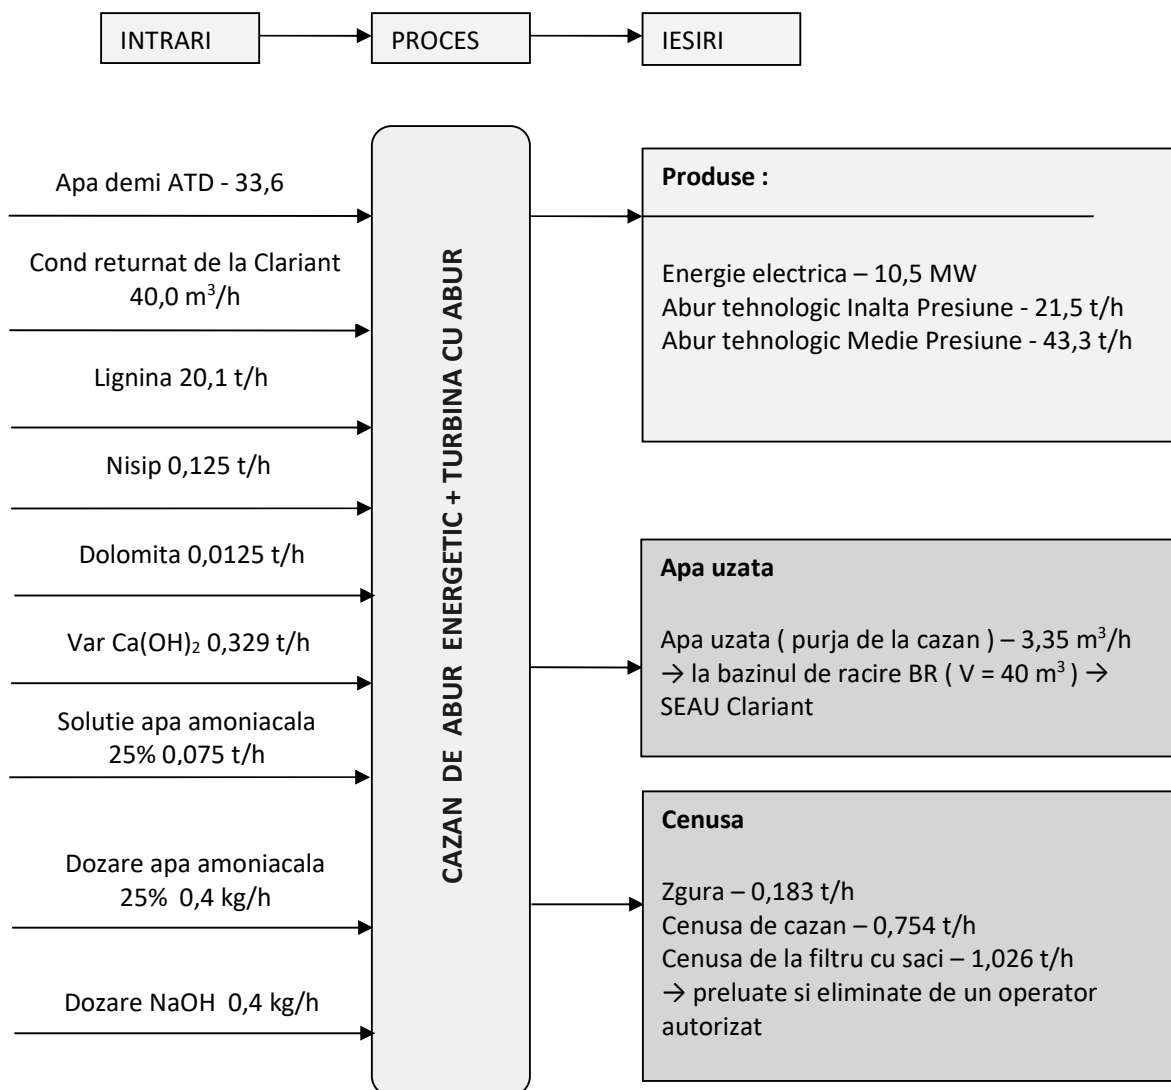 INTRARI
PROCES
IESIRI
Apa demi ATD - 33,6
Cond returnat de la Clariant
40,0 m³/h
Lignina 20,1 t/h
Nisip 0,125 t/h
Dolomita 0,0125 t/h
Var Ca(OH)₂ 0,329 t/h
Solutie apa amoniacala
25% 0,075 t/h
Dozare apa amoniacala
25%  0,4 kg/h
Dozare NaOH  0,4 kg/h
CAZAN DE ABUR ENERGETIC + TURBINA CU ABUR
Produse :
Energie electrica – 10,5 MW
Abur tehnologic Inalta Presiune - 21,5 t/h
Abur tehnologic Medie Presiune - 43,3 t/h
Apa uzata
Apa uzata ( purja de la cazan ) – 3,35 m³/h
→ la bazinul de racire BR ( V = 40 m³ ) →
SEAU Clariant
Cenusa
Zgura – 0,183 t/h
Cenusa de cazan – 0,754 t/h
Cenusa de la filtru cu saci – 1,026 t/h
→ preluate si eliminate de un operator
autorizat